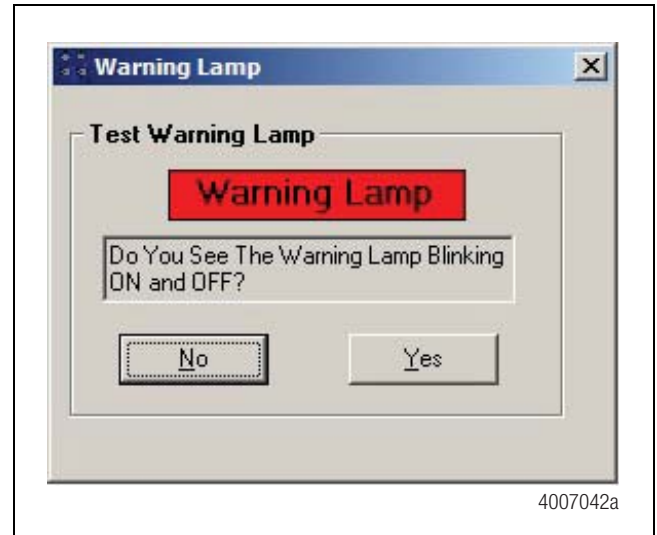 Warning Lamp
Test Warning Lamp
Warning Lamp
Do You See The Warning Lamp Blinking
ON and OFF?
No Yes
4007042a